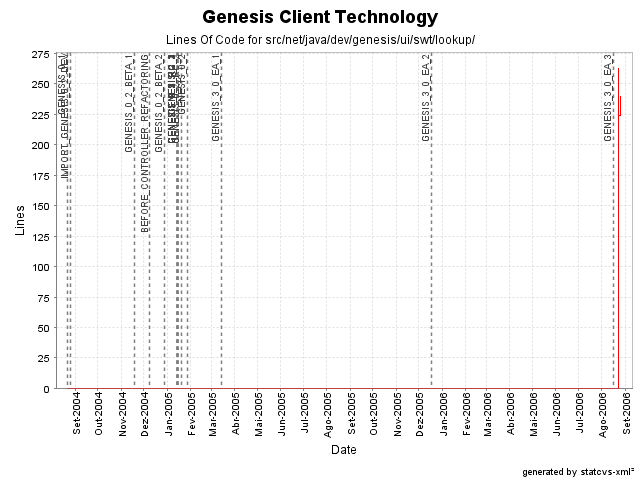 Genesis Client Technology
Lines Of Code for src/net/java/dev/genesis/ui/swt/lookup/
275
250
225
200
175
150
125
100
75
50
25
0
Lines
GENESIS_0_2_BETA_1
BEFORE_CONTROLLER_REFACTORING
GENESIS_0_2_BETA_2
GENESIS_3_0_EA_1
GENESIS_3_0_EA_2
GENESIS_3_0_EA_3
Set-2004
Out-2004
Nov-2004
Dez-2004
Jan-2005
Fev-2005
Mar-2005
Abr-2005
Mai-2005
Jun-2005
Jul-2005
Ago-2005
Set-2005
Out-2005
Nov-2005
Dez-2005
Jan-2006
Fev-2006
Mar-2006
Abr-2006
Mai-2006
Jun-2006
Jul-2006
Ago-2006
Set-2006
Date
generated by statcvs-xml²